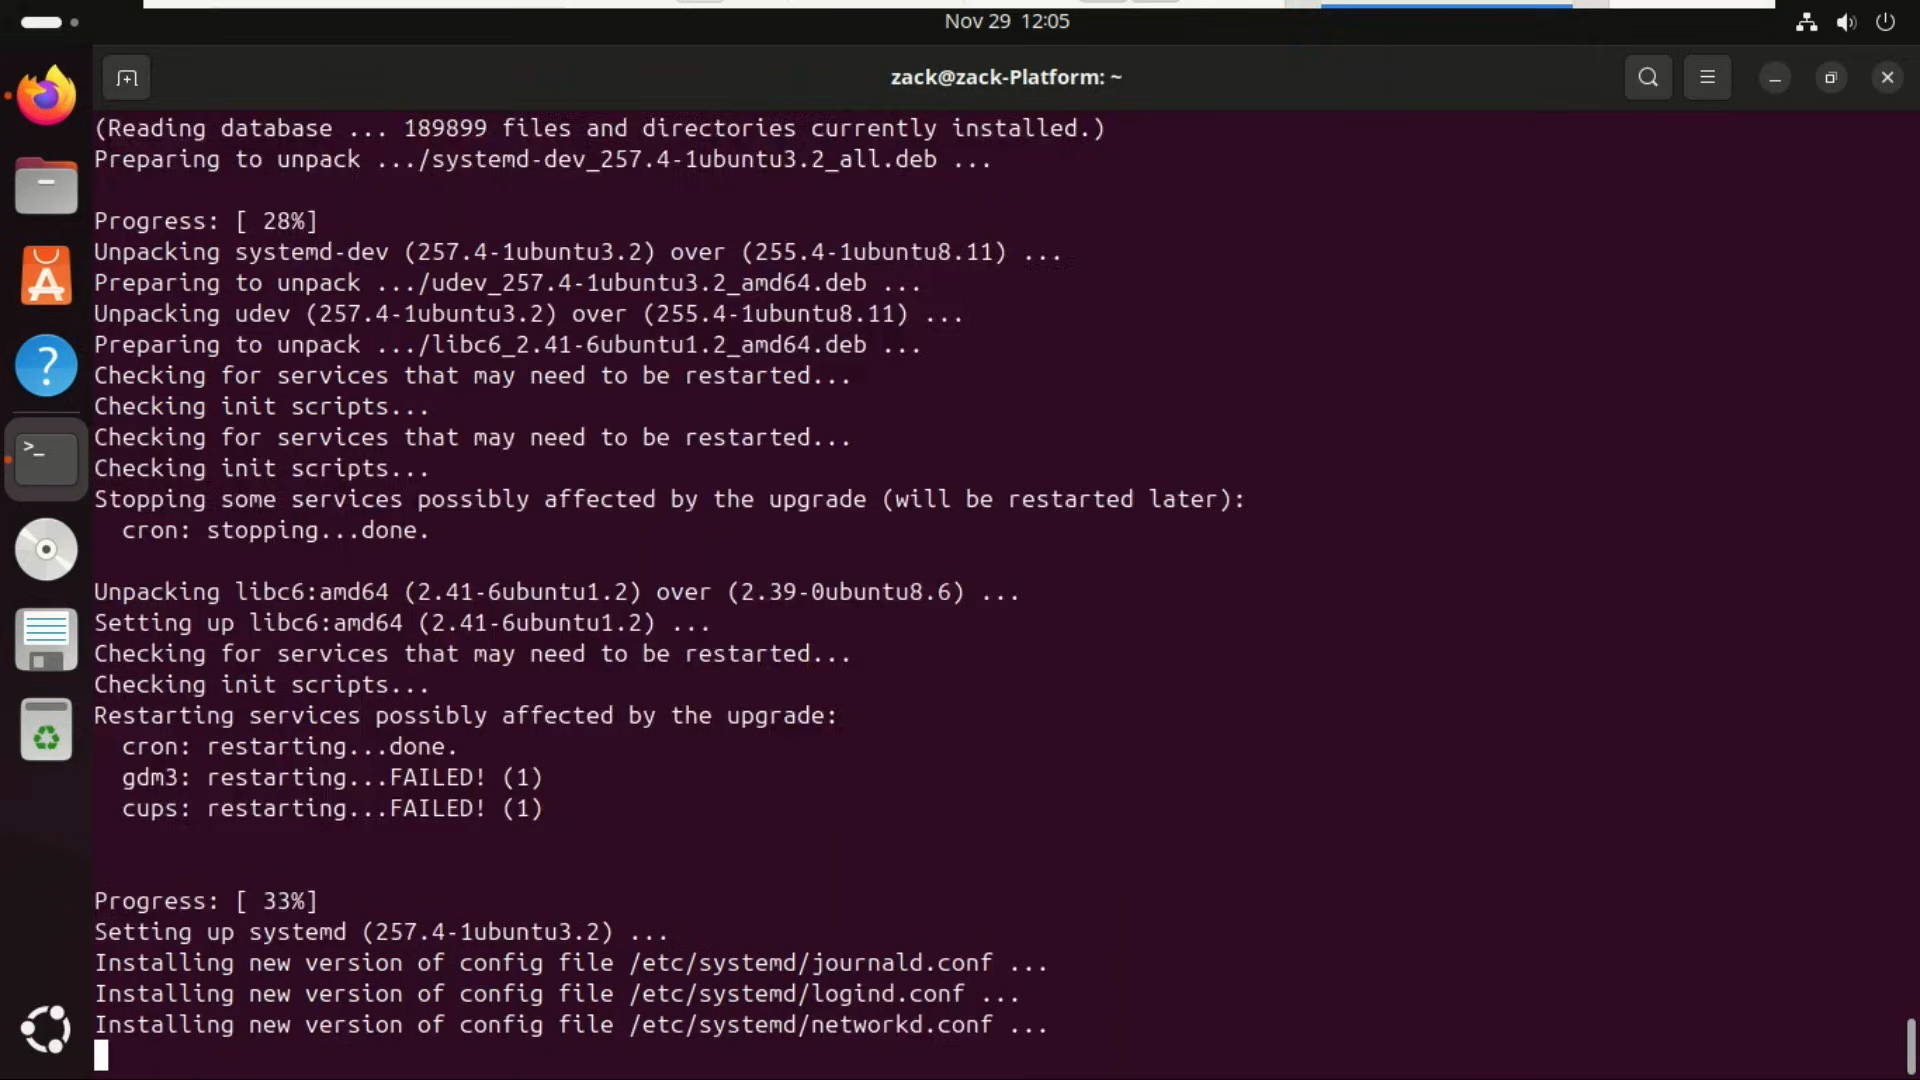 Nov 29 12:05
zack@zack-Platform: ~
(Reading database ... 189899 files and directories currently installed.)
Preparing to unpack .../systemd-dev_257.4-1ubuntu3.2_all.deb ...
Progress: [ 28%]
Unpacking systemd-dev (257.4-1ubuntu3.2) over (255.4-1ubuntu8.11) ...
Preparing to unpack .../udev_257.4-1ubuntu3.2_amd64.deb ...
Unpacking udev (257.4-1ubuntu3.2) over (255.4-1ubuntu8.11) ...
Preparing to unpack .../libc6_2.41-6ubuntu1.2_amd64.deb ...
Checking for services that may need to be restarted...
Checking init scripts...
Checking for services that may need to be restarted...
Checking init scripts...
Stopping some services possibly affected by the upgrade (will be restarted later):
  cron: stopping...done.
Unpacking libc6:amd64 (2.41-6ubuntu1.2) over (2.39-0ubuntu8.6) ...
Setting up libc6:amd64 (2.41-6ubuntu1.2) ...
Checking for services that may need to be restarted...
Checking init scripts...
Restarting services possibly affected by the upgrade:
  cron: restarting...done.
  gdm3: restarting...FAILED! (1)
  cups: restarting...FAILED! (1)
Progress: [ 33%]
Setting up systemd (257.4-1ubuntu3.2) ...
Installing new version of config file /etc/systemd/journald.conf ...
Installing new version of config file /etc/systemd/logind.conf ...
Installing new version of config file /etc/systemd/networkd.conf ...